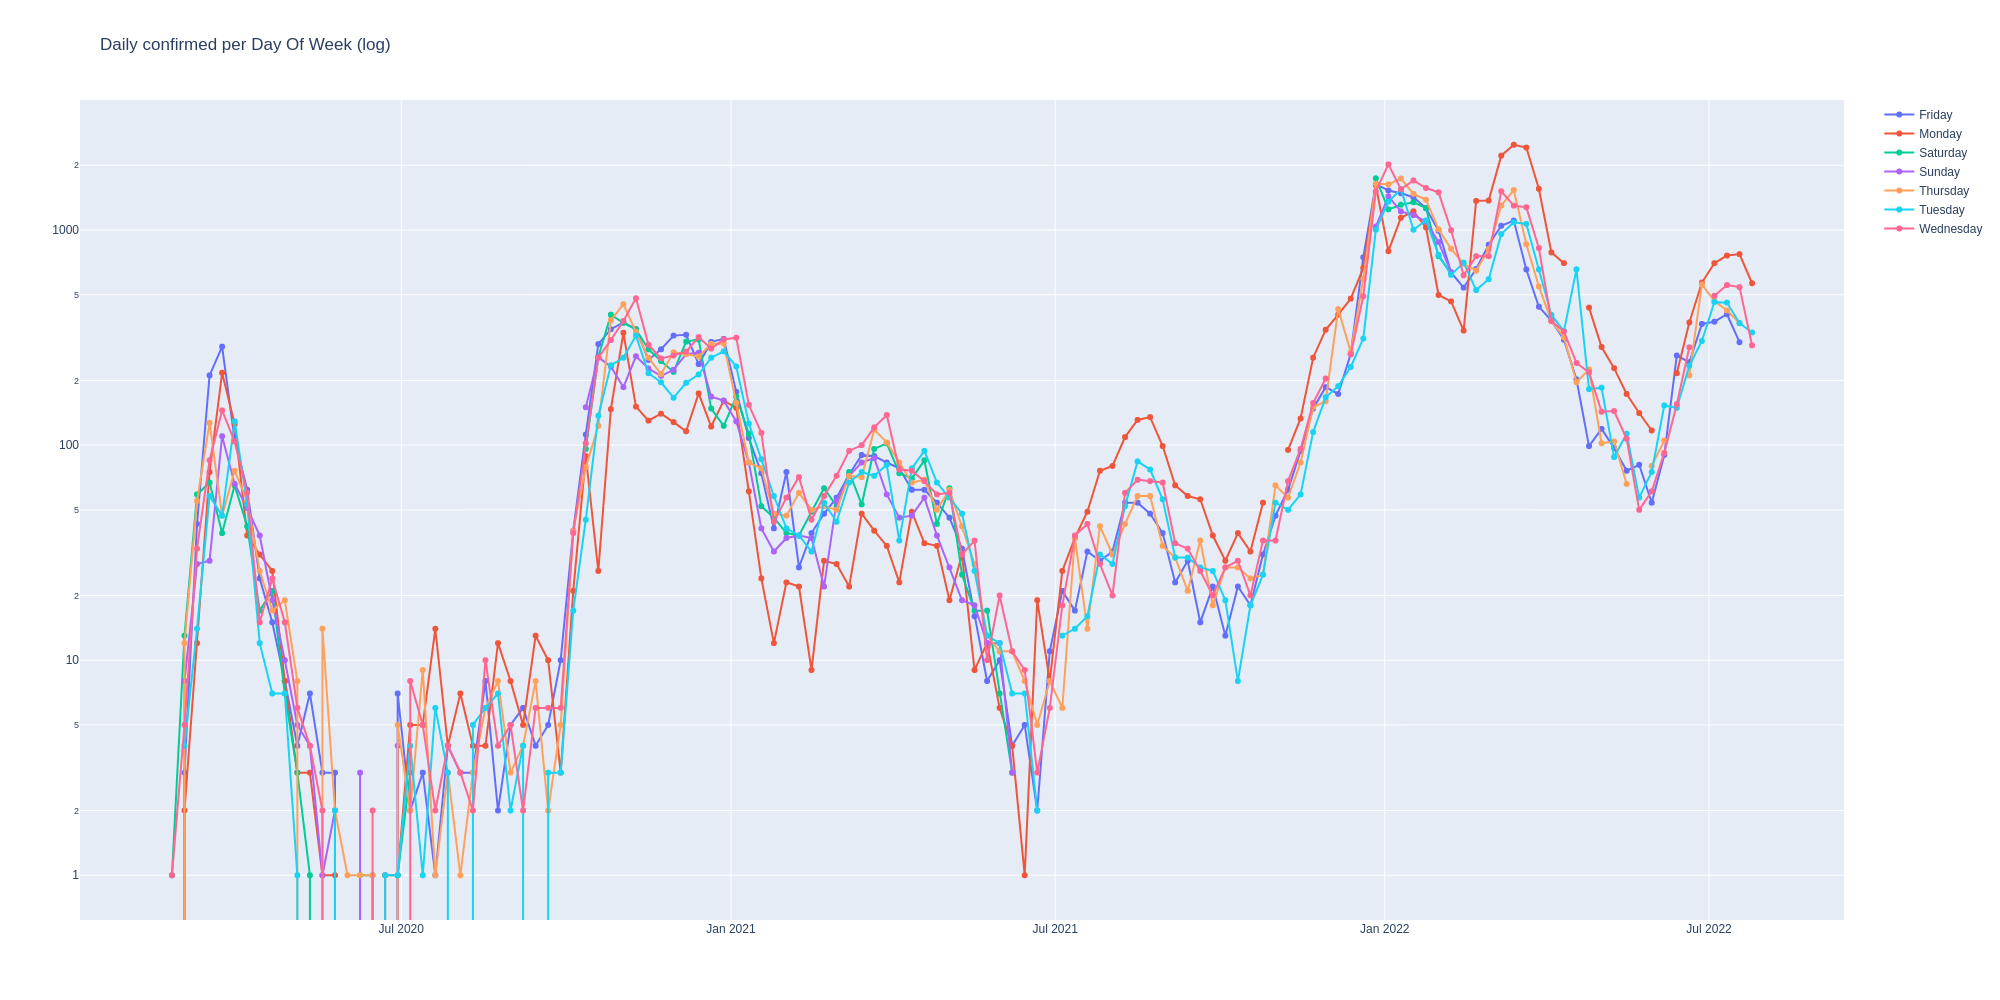 Daily confirmed per Day Of Week (log)
Friday
Monday
Saturday
Sunday
Thursday
Tuesday
Wednesday
2
1000
5
2
100
5
2
10
5
2
1
Jul 2020
Jan 2021
Jul 2021
Jan 2022
Jul 2022